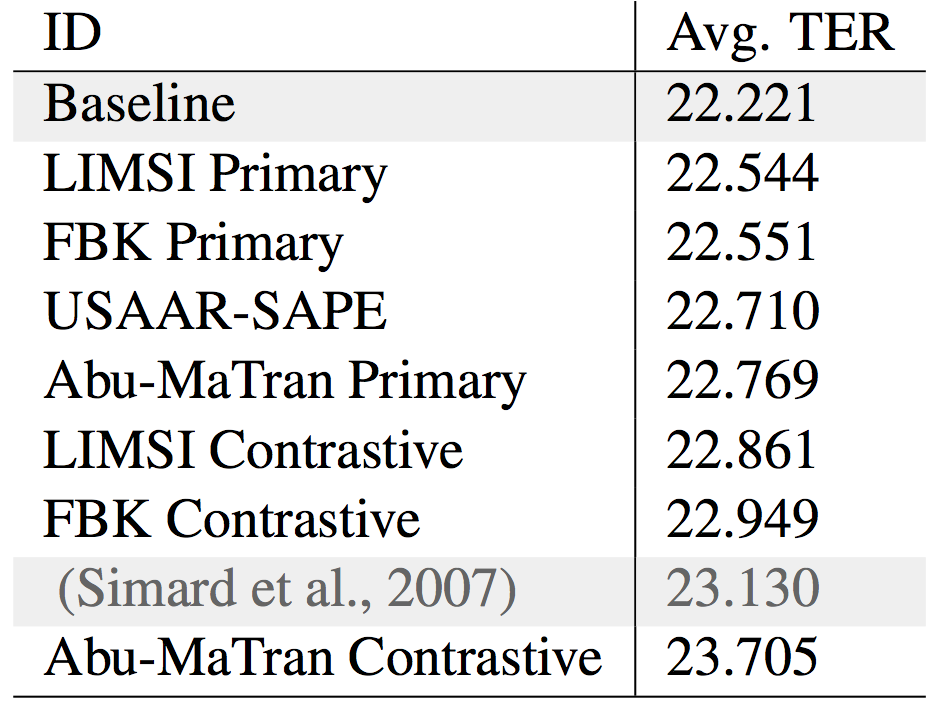 ID Avg. TER
Baseline 22.221
LIMSI Primary 22.544
FBK Primary 22.551
USAAR-SAPE 22.710
Abu-MaTran Primary 22.769
LIMSI Contrastive 22.861
FBK Contrastive 22.949
(Simard et al., 2007) 23.130
Abu-MaTran Contrastive 23.705